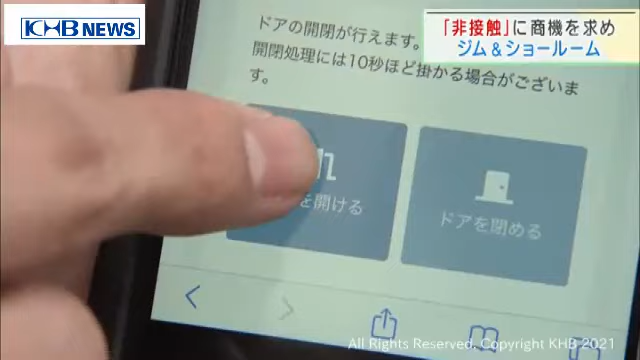 KHB NEWS
「非接触」に商機を求め
ジム＆ショールーム
ドアの開閉が行えます。
開閉処理には10秒ほど掛かる場合がございま
す。
を開ける
ドアを閉める
All Rights Reserved. Copyright KHB 2021